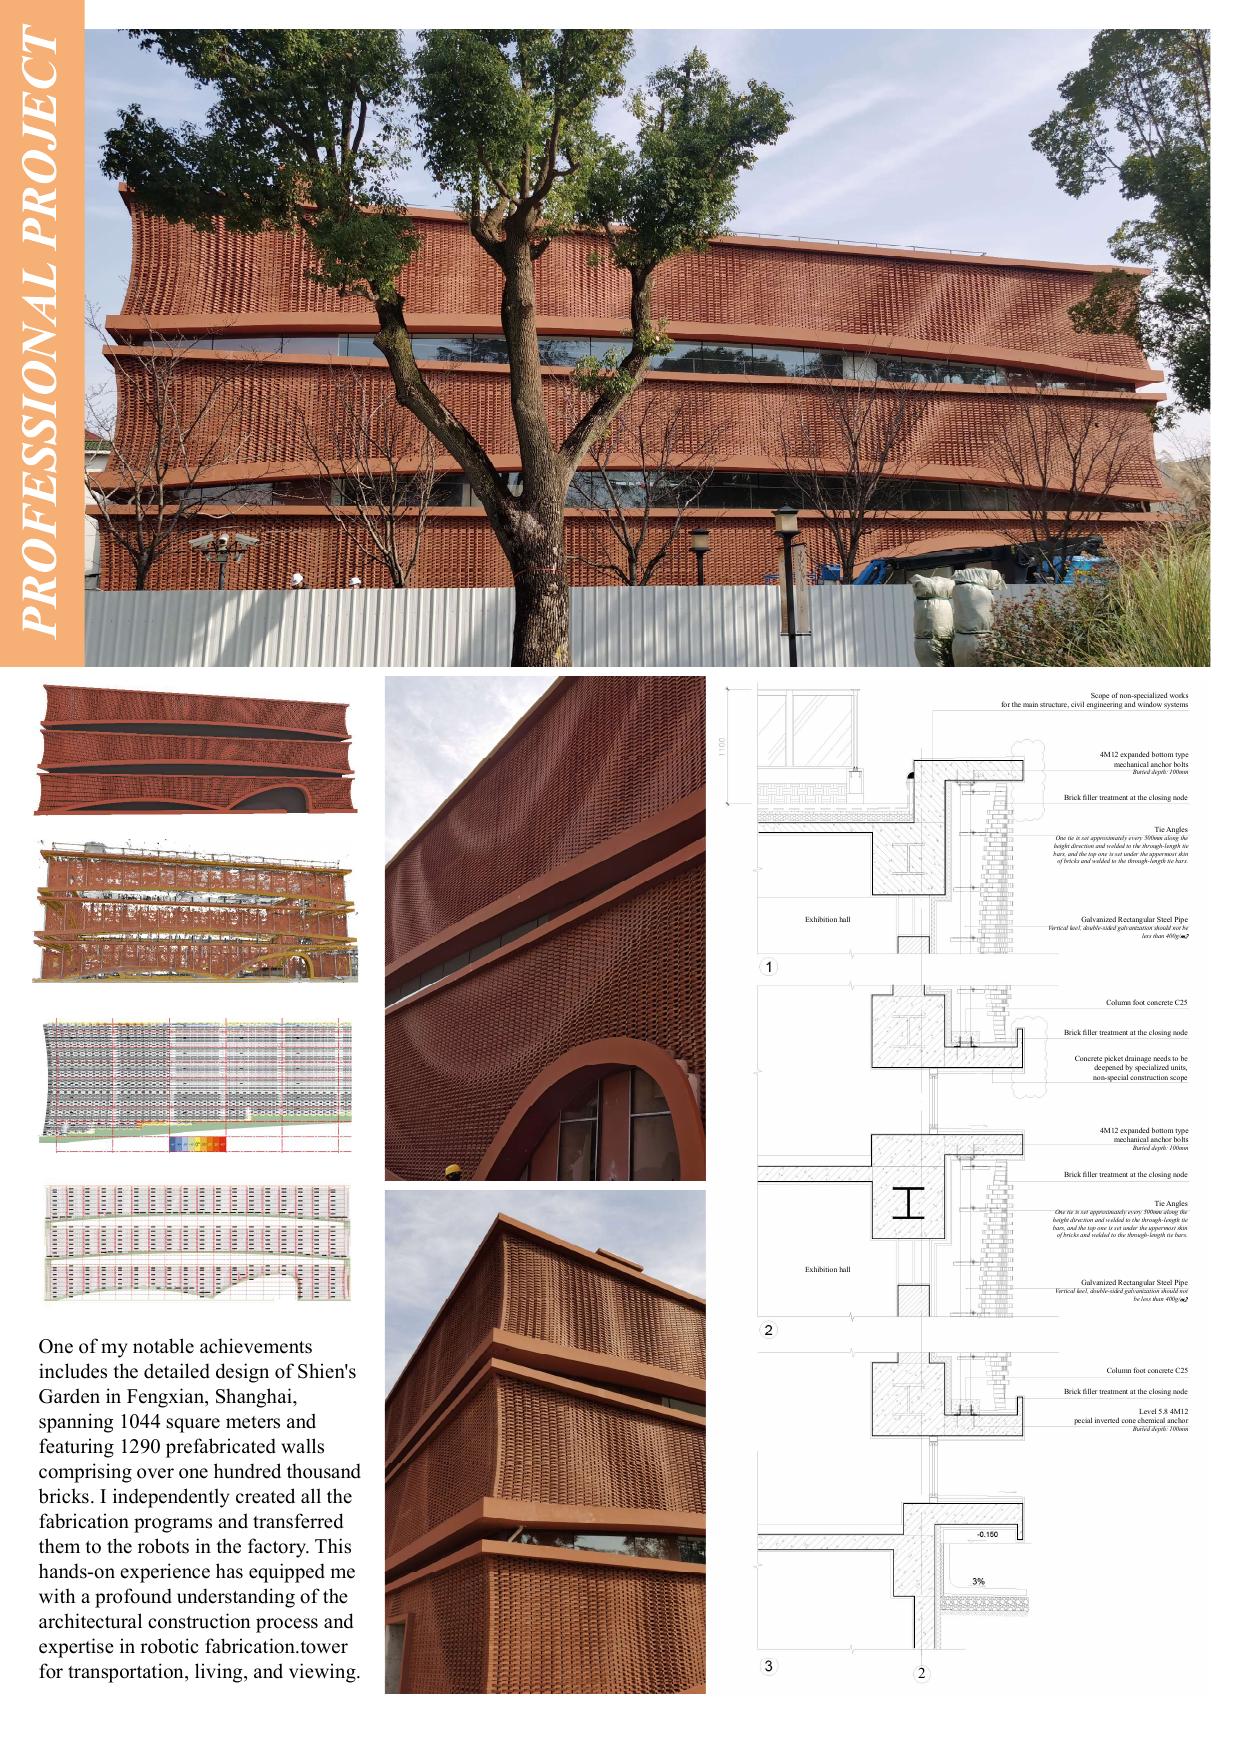 PROFESSIONAL PROJECT
One of my notable achievements
includes the detailed design of Shien's
Garden in Fengxian, Shanghai,
spanning 1044 square meters and
featuring 1290 prefabricated walls
comprising over one hundred thousand
bricks. I independently created all the
fabrication programs and transferred
them to the robots in the factory. This
hands-on experience has equipped me
with a profound understanding of the
architectural construction process and
expertise in robotic fabrication.tower
for transportation, living, and viewing.
1100
Scope of non-specialized works
for the main structure, civil engineering and window systems
4M12 expanded bottom type
mechanical anchor bolts
Buried depth: 100mm
Brick filler treatment at the closing node
Tie Angles
One tie is set approximately every 500mm along the
height direction and welded to the through-length tie
bars, and the top one is set under the uppermost skin
of bricks and welded to the through-length tie bars.
Exhibition hall
Galvanized Rectangular Steel Pipe
Vertical keel, double-sided galvanization should not be
less than 400g/m2
1
Column foot concrete C25
Brick filler treatment at the closing node
Concrete picket drainage needs to be
deepened by specialized units,
non-special construction scope
4M12 expanded bottom type
mechanical anchor bolts
Buried depth: 100mm
Brick filler treatment at the closing node
Tie Angles
One tie is set approximately every 500mm along the
height direction and welded to the through-length tie
bars, and the top one is set under the uppermost skin
of bricks and welded to the through-length tie bars.
Exhibition hall
Galvanized Rectangular Steel Pipe
Vertical keel, double-sided galvanization should not
be less than 400g/m2
2
Column foot concrete C25
Brick filler treatment at the closing node
Level 5.8 4M12
pecial inverted cone chemical anchor
Buried depth: 100mm
-0.150
3%
3
2